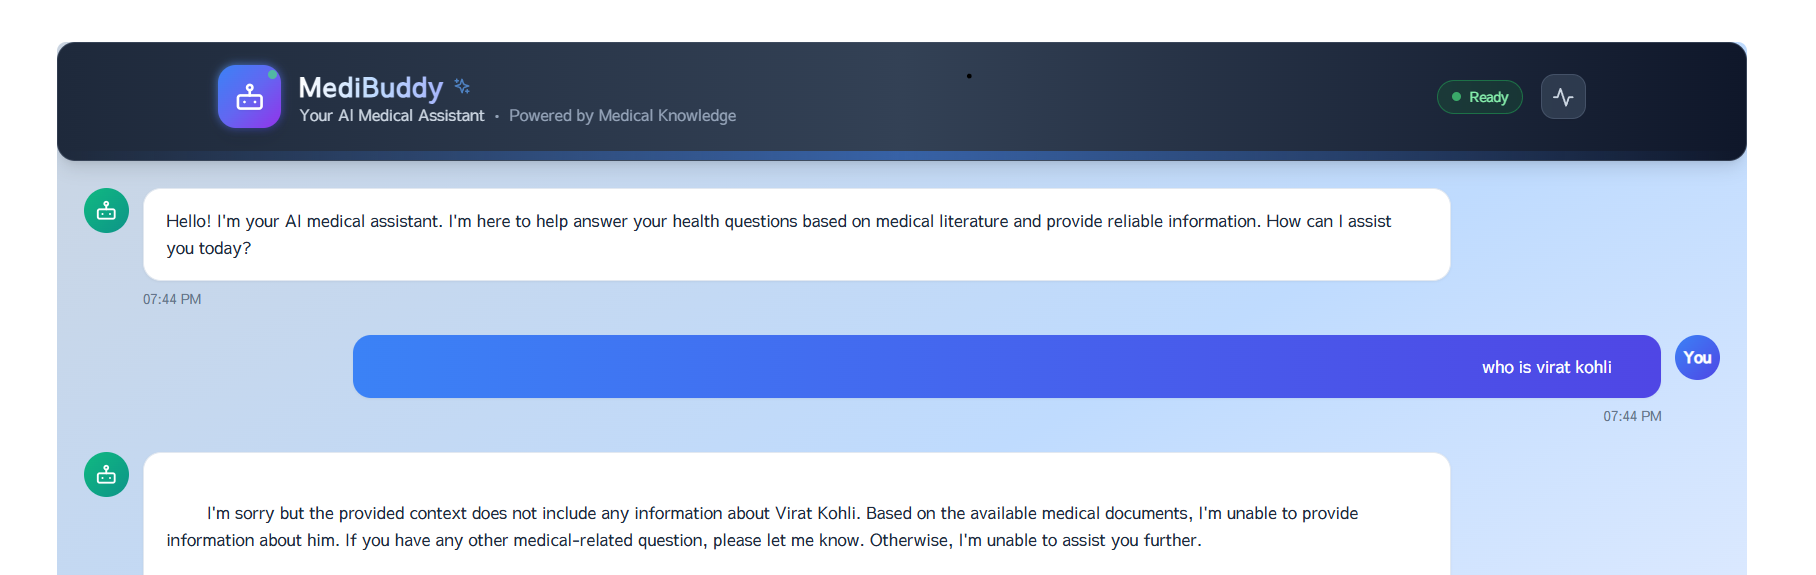 MediBuddy
Your AI Medical Assistant • Powered by Medical Knowledge
Ready
Hello! I'm your AI medical assistant. I'm here to help answer your health questions based on medical literature and provide reliable information. How can I assist
you today?
07:44 PM
who is virat kohli
You
07:44 PM
I'm sorry but the provided context does not include any information about Virat Kohli. Based on the available medical documents, I'm unable to provide
information about him. If you have any other medical-related question, please let me know. Otherwise, I'm unable to assist you further.